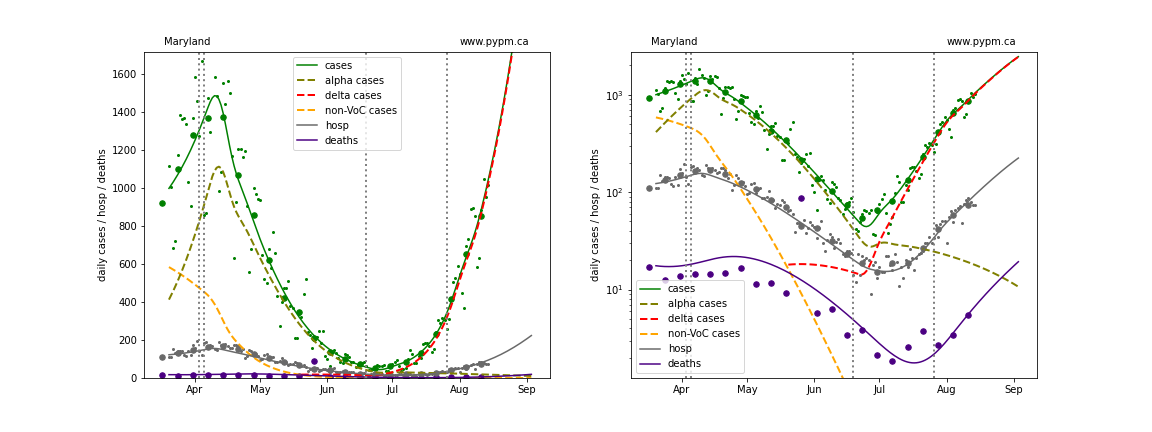 Maryland
www.pypm.ca
daily cases / hosp / deaths
1600
1400
1200
1000
800
600
400
200
0
cases
alpha cases
delta cases
non-VoC cases
hosp
deaths
Apr May Jun Jul Aug Sep
Maryland
www.pypm.ca
daily cases / hosp / deaths
10³
10²
10¹
cases
alpha cases
delta cases
non-VoC cases
hosp
deaths
Apr May Jun Jul Aug Sep